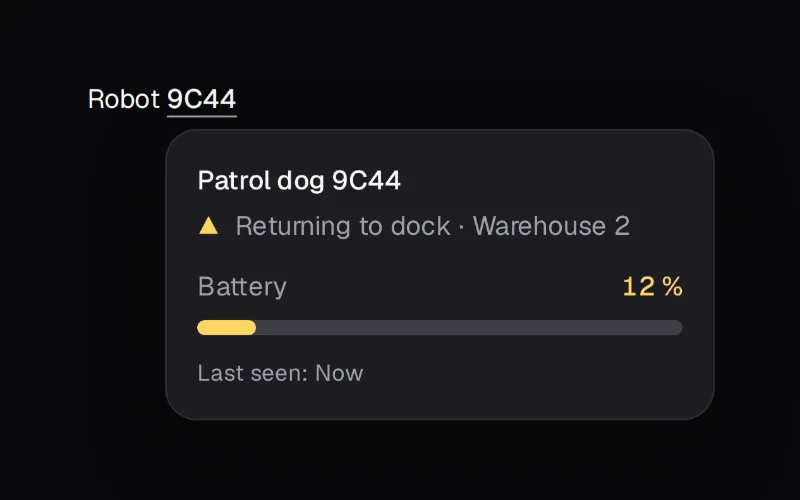 Robot 9C44
Patrol dog 9C44
Returning to dock · Warehouse 2
Battery 12 %
Last seen: Now